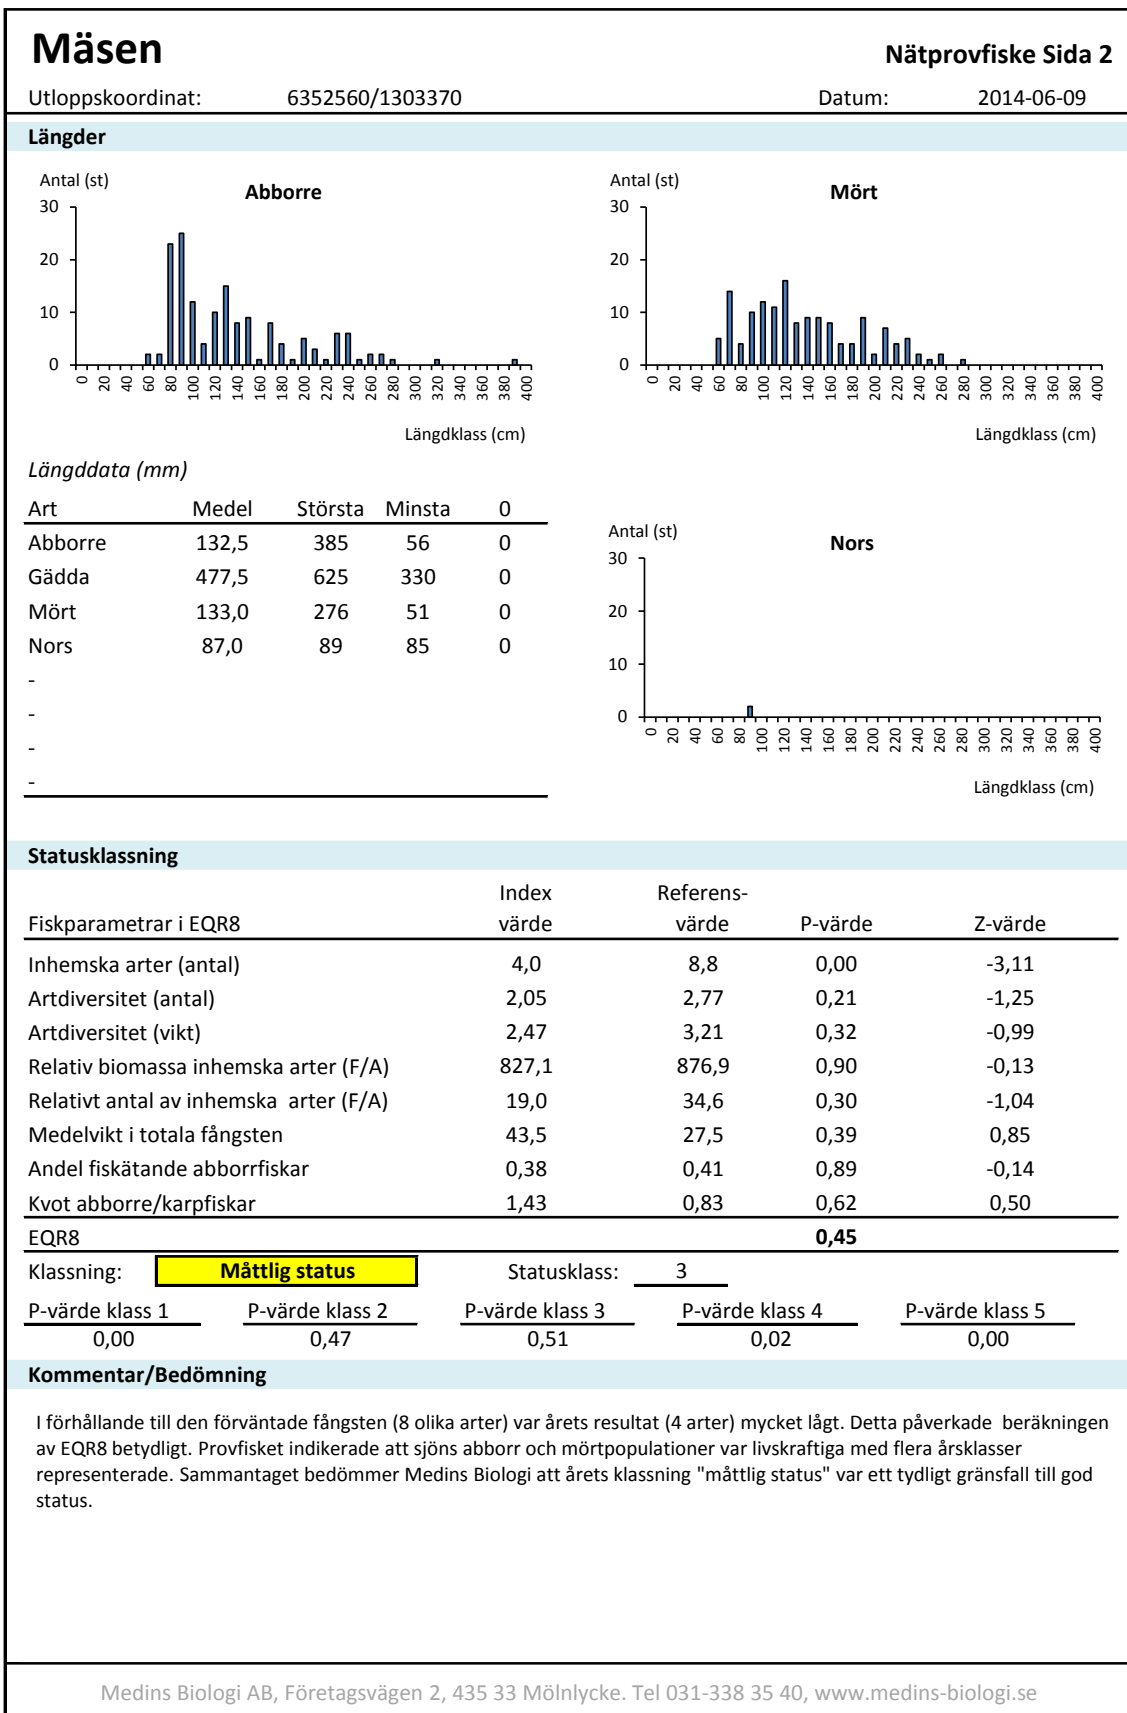 Mäsen
Nätprovfiske Sida 2
Utloppskoordinat: 6352560/1303370 Datum: 2014-06-09
Längder
Antal (st)
Abborre
30
20
10
0
0 20 40 60 80 100 120 140 160 180 200 220 240 260 280 300 320 340 360 380 400
Längdklass (cm)
Antal (st)
Mört
30
20
10
0
0 20 40 60 80 100 120 140 160 180 200 220 240 260 280 300 320 340 360 380 400
Längdklass (cm)
Längddata (mm)
Art Medel Största Minsta 0
Abborre 132,5 385 56 0
Gädda 477,5 625 330 0
Mört 133,0 276 51 0
Nors 87,0 89 85 0
-
-
-
-
Antal (st)
Nors
30
20
10
0
0 20 40 60 80 100 120 140 160 180 200 220 240 260 280 300 320 340 360 380 400
Längdklass (cm)
Statusklassning
Index Referens-
Fiskparametrar i EQR8 värde värde P-värde Z-värde
Inhemska arter (antal) 4,0 8,8 0,00 -3,11
Artdiversitet (antal) 2,05 2,77 0,21 -1,25
Artdiversitet (vikt) 2,47 3,21 0,32 -0,99
Relativ biomassa inhemska arter (F/A) 827,1 876,9 0,90 -0,13
Relativt antal av inhemska arter (F/A) 19,0 34,6 0,30 -1,04
Medelvikt i totala fångsten 43,5 27,5 0,39 0,85
Andel fiskätande abborrfiskar 0,38 0,41 0,89 -0,14
Kvot abborre/karpfiskar 1,43 0,83 0,62 0,50
EQR8 0,45
Klassning: Måttlig status Statusklass: 3
P-värde klass 1 P-värde klass 2 P-värde klass 3 P-värde klass 4 P-värde klass 5
0,00 0,47 0,51 0,02 0,00
Kommentar/Bedömning
I förhållande till den förväntade fångsten (8 olika arter) var årets resultat (4 arter) mycket lågt. Detta påverkade beräkningen
av EQR8 betydligt. Provfisket indikerade att sjöns abborr och mörtpopulationer var livskraftiga med flera årsklasser
representerade. Sammantaget bedömmer Medins Biologi att årets klassning "måttlig status" var ett tydligt gränsfall till god
status.
Medins Biologi AB, Företagsvägen 2, 435 33 Mölnlycke. Tel 031-338 35 40, www.medins-biologi.se